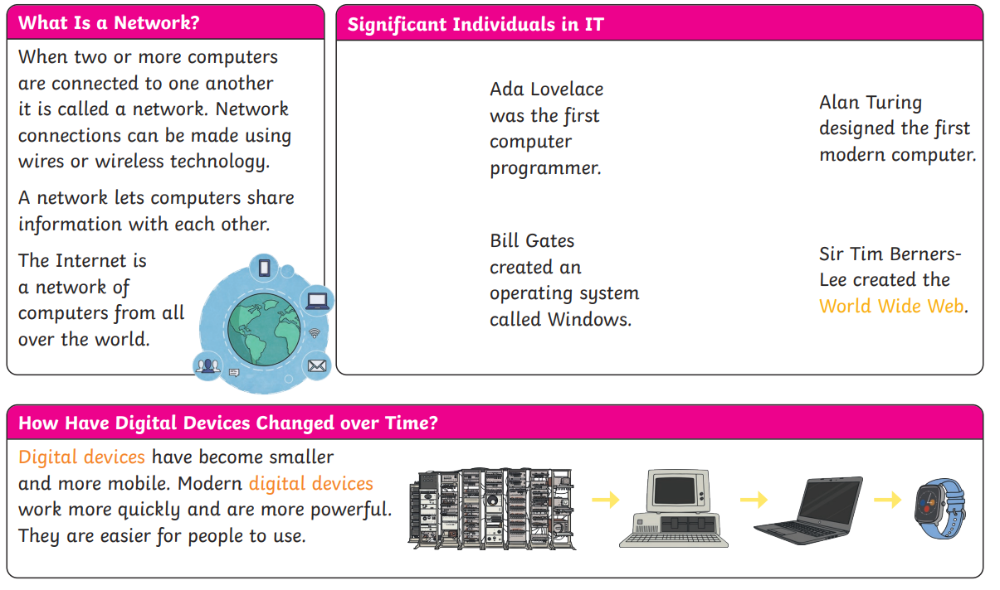 What Is a Network?
When two or more computers
are connected to one another
it is called a network. Network
connections can be made using
wires or wireless technology.
A network lets computers share
information with each other.
The Internet is
a network of
computers from all
over the world.
Significant Individuals in IT
Ada Lovelace
was the first
computer
programmer.
Alan Turing
designed the first
modern computer.
Bill Gates
created an
operating system
called Windows.
Sir Tim Berners-
Lee created the
World Wide Web.
How Have Digital Devices Changed over Time?
Digital devices have become smaller
and more mobile. Modern digital devices
work more quickly and are more powerful.
They are easier for people to use.